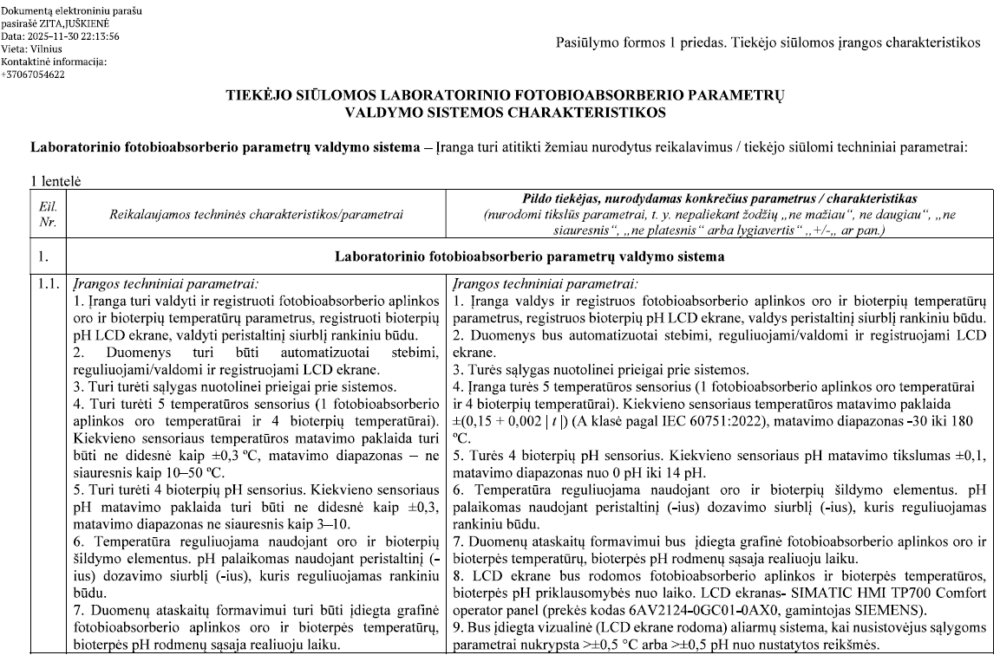 Dokumentą elektroniniu parašu
pasirašė ZITA,JUŠKIENĖ
Data: 2025-11-30 22:13:56
Vieta: Vilnius
Kontaktinė informacija:
+37067054622
Pasiūlymo formos 1 priedas. Tiekėjo siūlomos įrangos charakteristikos
TIEKĖJO SIŪLOMOS LABORATORINIO FOTOBIOABSORBERIO PARAMETRŲ
VALDYMO SISTEMOS CHARAKTERISTIKOS
Laboratorinio fotobioabsorberio parametrų valdymo sistema – Įranga turi atitikti žemiau nurodytus reikalavimus / tiekėjo siūlomi techniniai parametrai:
1 lentelė
Eil.
Nr.
Reikalaujamos techninės charakteristikos/parametrai
Pildo tiekėjas, nurodydamas konkrečius parametrus / charakteristikas
(nurodomi tikslūs parametrai, t. y. nepaliekant žodžių „ne mažiau“, ne daugiau“, „ne
siauresnis“, „ne platesnis“ arba lygiavertis“ „+/-„ ar pan.)
1.
Laboratorinio fotobioabsorberio parametrų valdymo sistema
1.1.
Įrangos techniniai parametrai:
1. Įranga turi valdyti ir registruoti fotobioabsorberio aplinkos
oro ir bioterpių temperatūrų parametrus, registruoti bioterpių
pH LCD ekrane, valdyti peristaltinį siurblį rankiniu būdu.
2. Duomenys turi būti automatizuotai stebimi,
reguliuojami/valdomi ir registruojami LCD ekrane.
3. Turi turėti sąlygas nuotolinei prieigai prie sistemos.
4. Turi turėti 5 temperatūros sensorius (1 fotobioabsorberio
aplinkos oro temperatūrai ir 4 bioterpių temperatūrai).
Kiekvieno sensoriaus temperatūros matavimo paklaida turi
būti ne didesnė kaip ±0,3 ºC, matavimo diapazonas – ne
siauresnis kaip 10–50 ºC.
5. Turi turėti 4 bioterpių pH sensorius. Kiekvieno sensoriaus
pH matavimo paklaida turi būti ne didesnė kaip ±0,3,
matavimo diapazonas ne siauresnis kaip 3–10.
6. Temperatūra reguliuojama naudojant oro ir bioterpių
šildymo elementus. pH palaikomas naudojant peristaltinį (-
ius) dozavimo siurblį (-ius), kuris reguliuojamas rankiniu
būdu.
7. Duomenų ataskaitų formavimui turi būti įdiegta grafinė
fotobioabsorberio aplinkos oro ir bioterpės temperatūrų,
bioterpės pH rodmenų sąsaja realiuoju laiku.
Įrangos techniniai parametrai:
1. Įranga valdys ir registruos fotobioabsorberio aplinkos oro ir bioterpių temperatūrų
parametrus, registruos bioterpių pH LCD ekrane, valdys peristaltinį siurblį rankiniu būdu.
2. Duomenys bus automatizuotai stebimi, reguliuojami/valdomi ir registruojami LCD
ekrane.
3. Turės sąlygas nuotolinei prieigai prie sistemos.
4. Įranga turės 5 temperatūros sensorius (1 fotobioabsorberio aplinkos oro temperatūrai
ir 4 bioterpių temperatūrai). Kiekvieno sensoriaus temperatūros matavimo paklaida
±(0,15 + 0,002 | t |) (A klasė pagal IEC 60751:2022), matavimo diapazonas -30 iki 180
ºC.
5. Turės 4 bioterpių pH sensorius. Kiekvieno sensoriaus pH matavimo tikslumas ±0,1,
matavimo diapazonas nuo 0 pH iki 14 pH.
6. Temperatūra reguliuojama naudojant oro ir bioterpių šildymo elementus. pH
palaikomas naudojant peristaltinį (-ius) dozavimo siurblį (-ius), kuris reguliuojamas
rankiniu būdu.
7. Duomenų ataskaitų formavimui bus įdiegta grafinė fotobioabsorberio aplinkos oro ir
bioterpės temperatūrų, bioterpės pH rodmenų sąsaja realiuoju laiku.
8. LCD ekrane bus rodomos fotobioabsorberio aplinkos ir bioterpės temperatūros,
bioterpės pH priklausomybės nuo laiko. LCD ekranas- SIMATIC HMI TP700 Comfort
operator panel (prekės kodas 6AV2124-0GC01-0AX0, gamintojas SIEMENS).
9. Bus įdiegta vizualinė (LCD ekrane rodoma) aliarmų sistema, kai nusistovėjus sąlygoms
parametrai nukrypsta >±0,5 °C arba >±0,5 pH nuo nustatytos reikšmės.